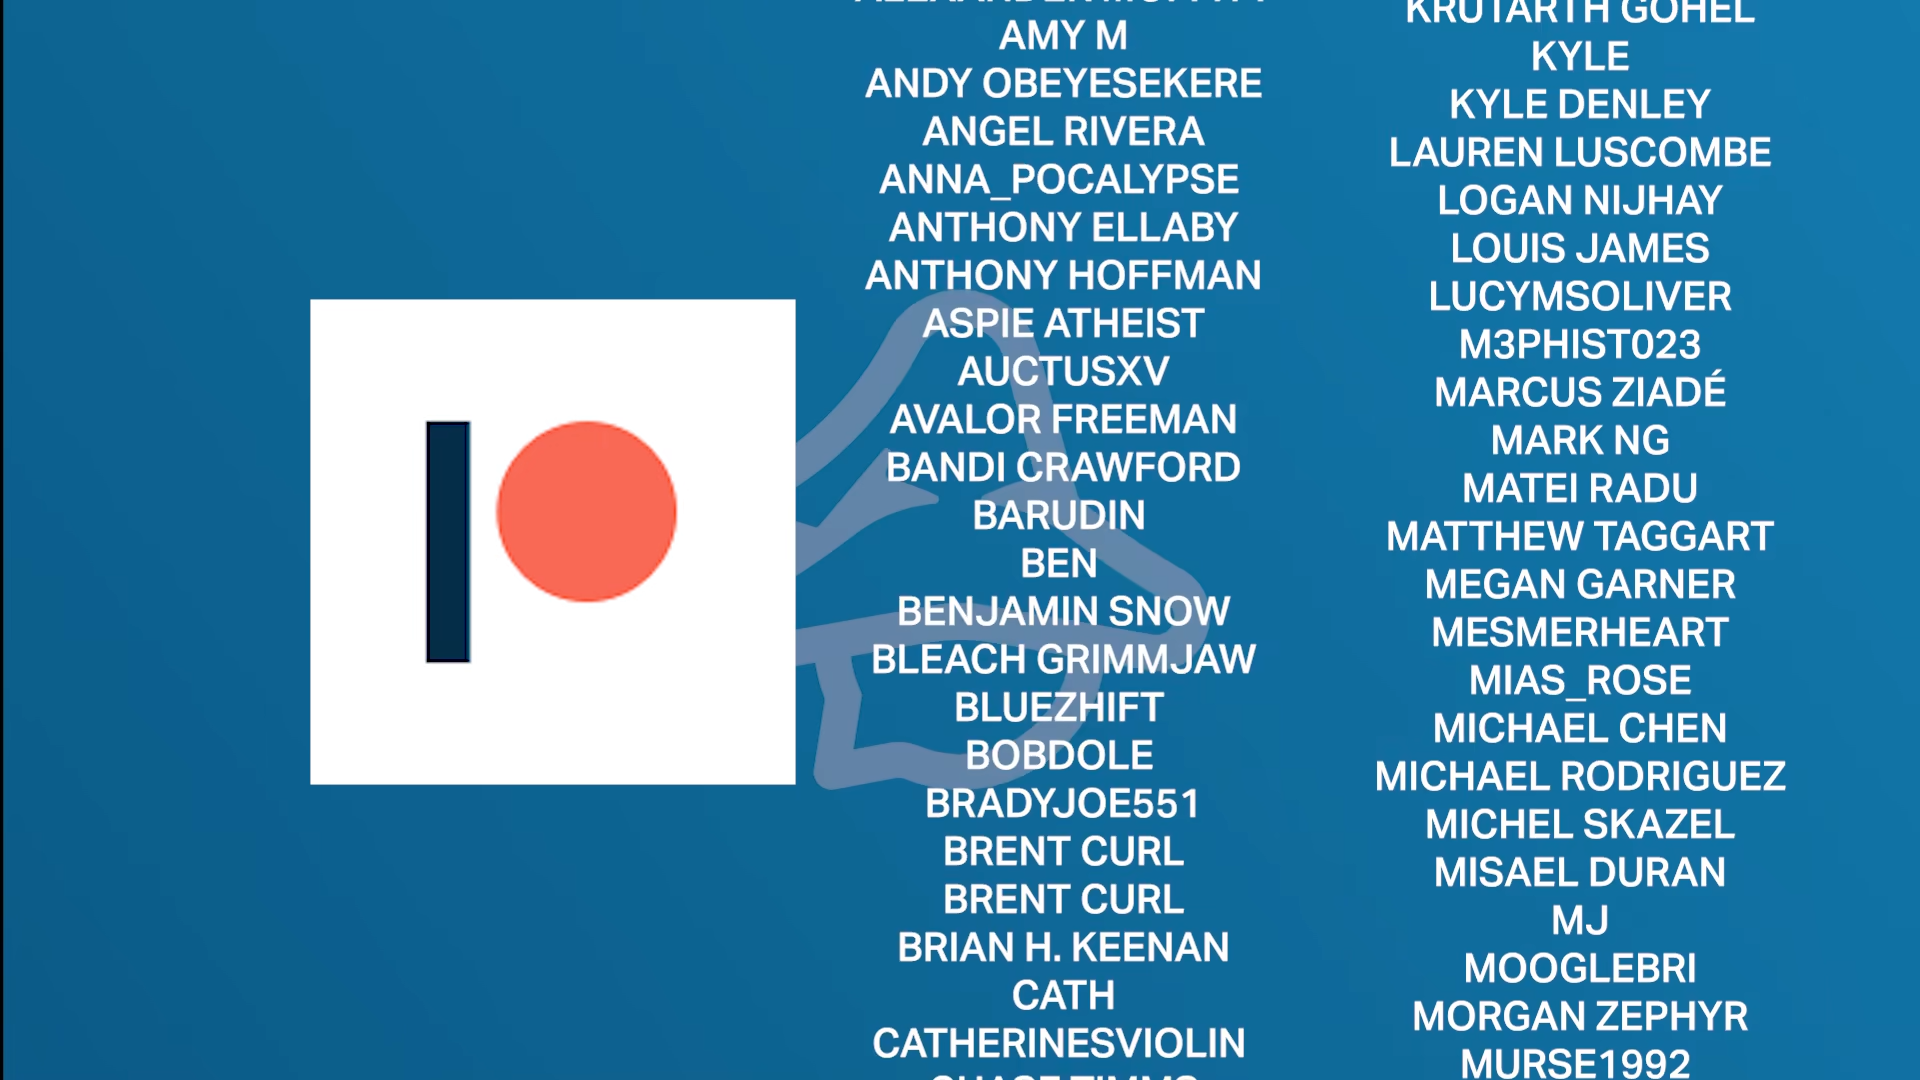 AMY M
ANDY OBEYESEKERE
ANGEL RIVERA
ANNA_POCALYPSE
ANTHONY ELLABY
ANTHONY HOFFMAN
ASPIE ATHEIST
AUCTUSXV
AVALOR FREEMAN
BANDI CRAWFORD
BARUDIN
BEN
BENJAMIN SNOW
BLEACH GRIMMJAW
BLUEZHIFT
BOBDOLE
BRADYJOE551
BRENT CURL
BRENT CURL
BRIAN H. KEENAN
CATH
CATHERINESVIOLIN
KRUTARTH GOHEL
KYLE
KYLE DENLEY
LAUREN LUSCOMBE
LOGAN NIJHAY
LOUIS JAMES
LUCYMSOLIVER
M3PHIST023
MARCUS ZIADÉ
MARK NG
MATEI RADU
MATTHEW TAGGART
MEGAN GARNER
MESMERHEART
MIAS_ROSE
MICHAEL CHEN
MICHAEL RODRIGUEZ
MICHEL SKAZEL
MISAEL DURAN
MJ
MOOGLEBRI
MORGAN ZEPHYR
MURSE1992